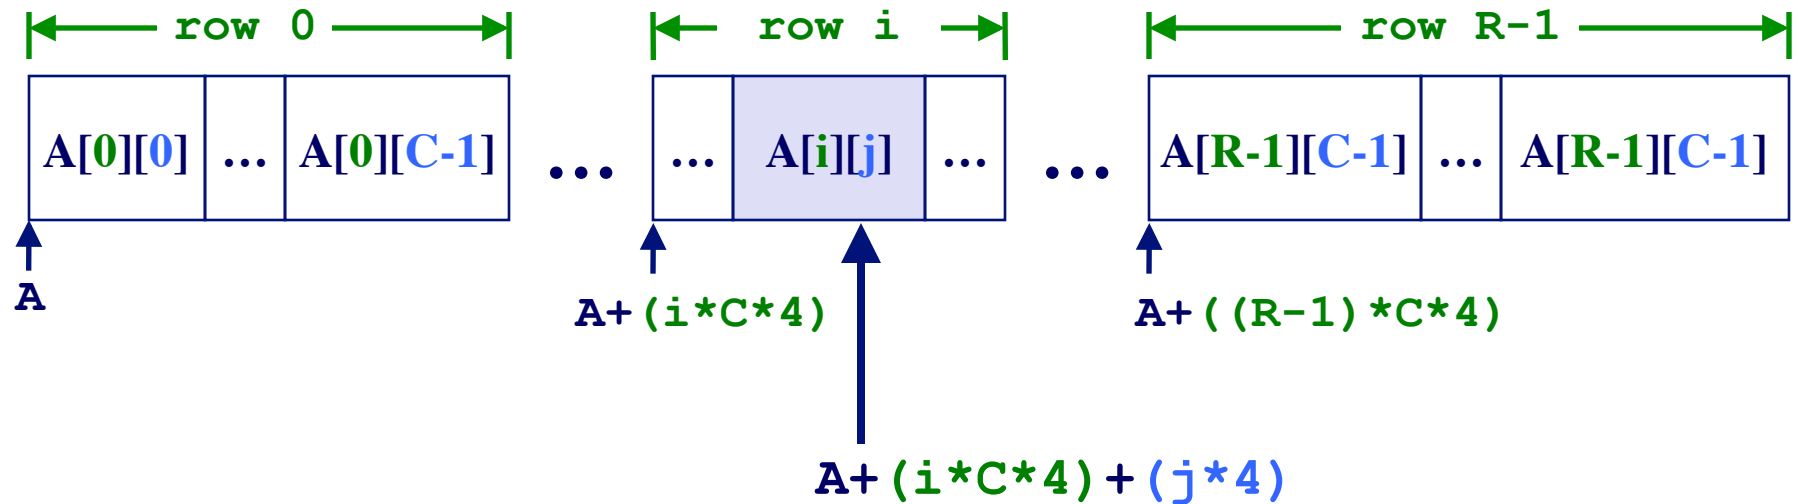 row 0 row i row R-1
A[0][0] ... A[0][C-1] ... ... A[i][j] ... ... A[R-1][C-1] ... A[R-1][C-1]
A
A+(i*C*4) A+((R-1)*C*4)
A+(i*C*4)+(j*4)